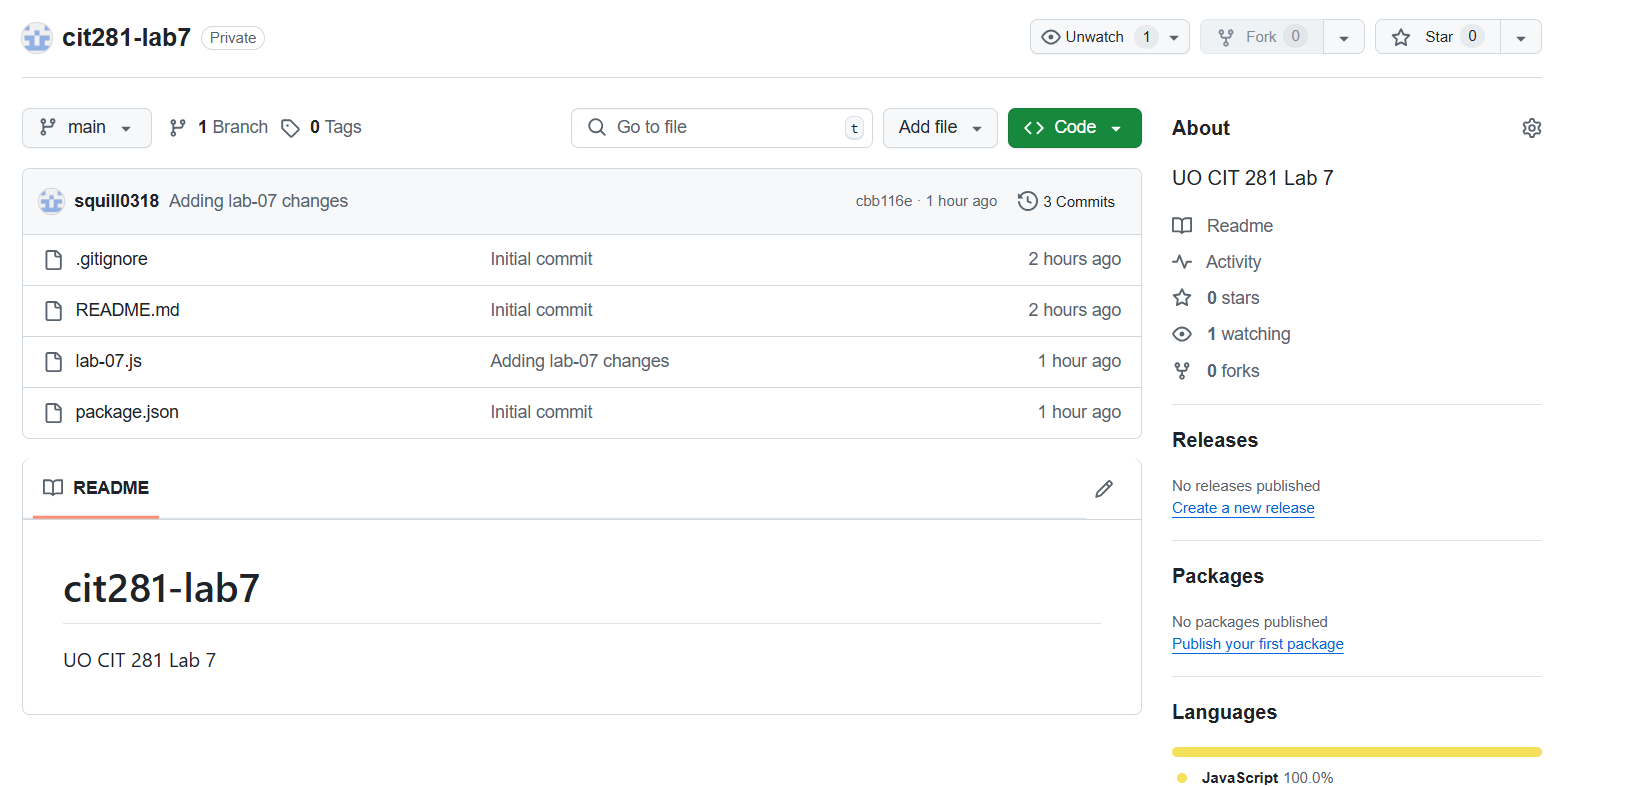 cit281-lab7 Private Unwatch 1 Fork 0 Star 0
main 1 Branch 0 Tags Go to file t Add file Code
squill0318 Adding lab-07 changes cbb116e · 1 hour ago 3 Commits
.gitignore Initial commit 2 hours ago
README.md Initial commit 2 hours ago
lab-07.js Adding lab-07 changes 1 hour ago
package.json Initial commit 1 hour ago
README
cit281-lab7
UO CIT 281 Lab 7
About
UO CIT 281 Lab 7
Readme
Activity
0 stars
1 watching
0 forks
Releases
No releases published
Create a new release
Packages
No packages published
Publish your first package
Languages
JavaScript 100.0%